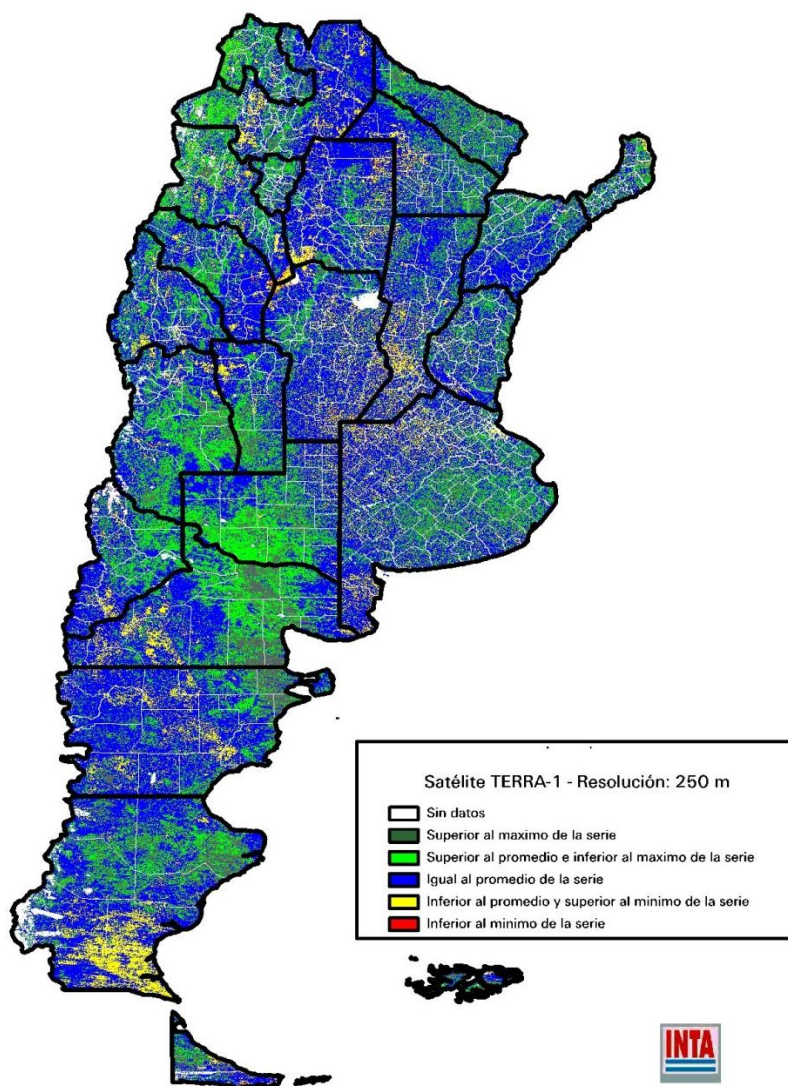 Satélite TERRA-1 - Resolución: 250 m
Sin datos
Superior al maximo de la serie
Superior al promedio e inferior al maximo de la serie
Igual al promedio de la serie
Inferior al promedio y superior al minimo de la serie
Inferior al minimo de la serie
INTA